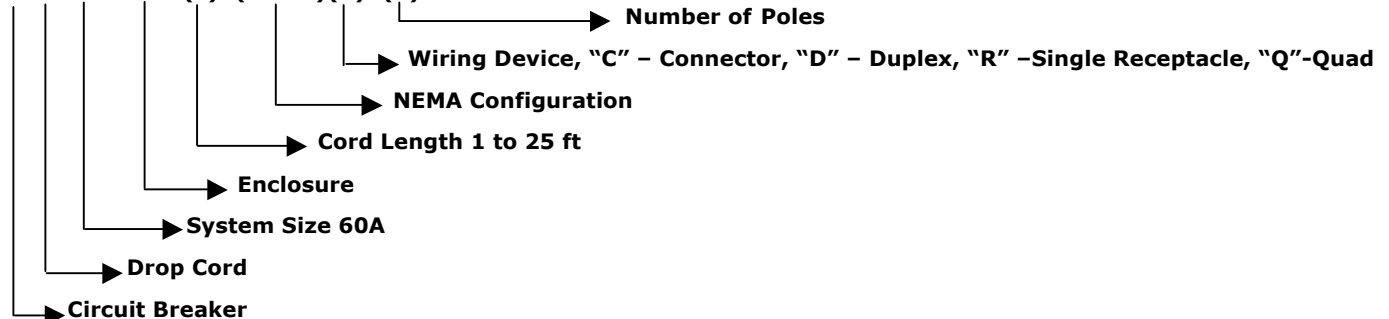 Number of Poles
Wiring Device, “C” – Connector, “D” – Duplex, “R” –Single Receptacle, “Q”-Quad
NEMA Configuration
Cord Length 1 to 25 ft
Enclosure
System Size 60A
Drop Cord
Circuit Breaker